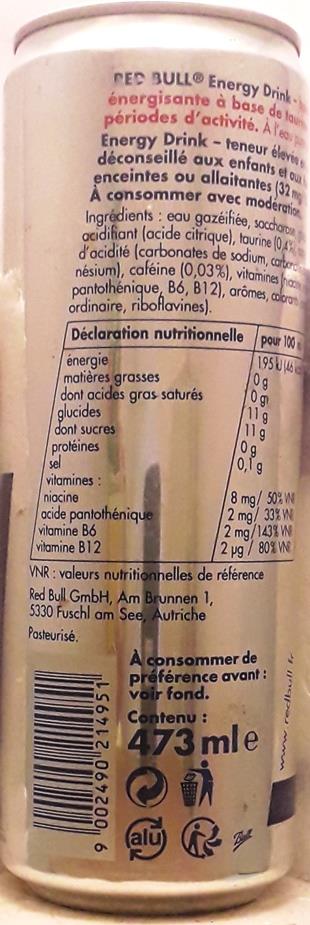 RED BULL® Energy Drink -
énergisante à base de
périodes d'activité. À l'eau
Energy Drink - teneur élevée
déconseillé aux enfants et aux
enceintes ou allaitantes (32 mg
À consommer avec modération.
Ingrédients : eau gazéifiée, saccharose,
acidifiant (acide citrique), taurine (0,4%),
d'acidité (carbonates de sodium,
nésium), caféine (0,03%), vitamines
pantothénique, B6, B12), arômes, colorants
ordinaire, riboflavines).
Déclaration nutritionnelle pour 100
énergie 195 kJ (46
matières grasses 0 g
dont acides gras saturés 0 g
glucides 11 g
dont sucres 11 g
protéines 0 g
sel 0,1 g
vitamines :
niacine 8 mg/ 50% VN
acide pantothénique 2 mg/ 33% VN
vitamine B6 2 mg/143% VN
vitamine B12 2 µg / 80% VNR
VNR : valeurs nutritionnelles de référence
Red Bull GmbH, Am Brunnen 1,
5330 Fuschl am See, Autriche
Pasteurisé.
À consommer de
préférence avant :
voir fond.
Contenu :
473 ml e
www.redbull.fr
9 002490 214951
alu
Ball